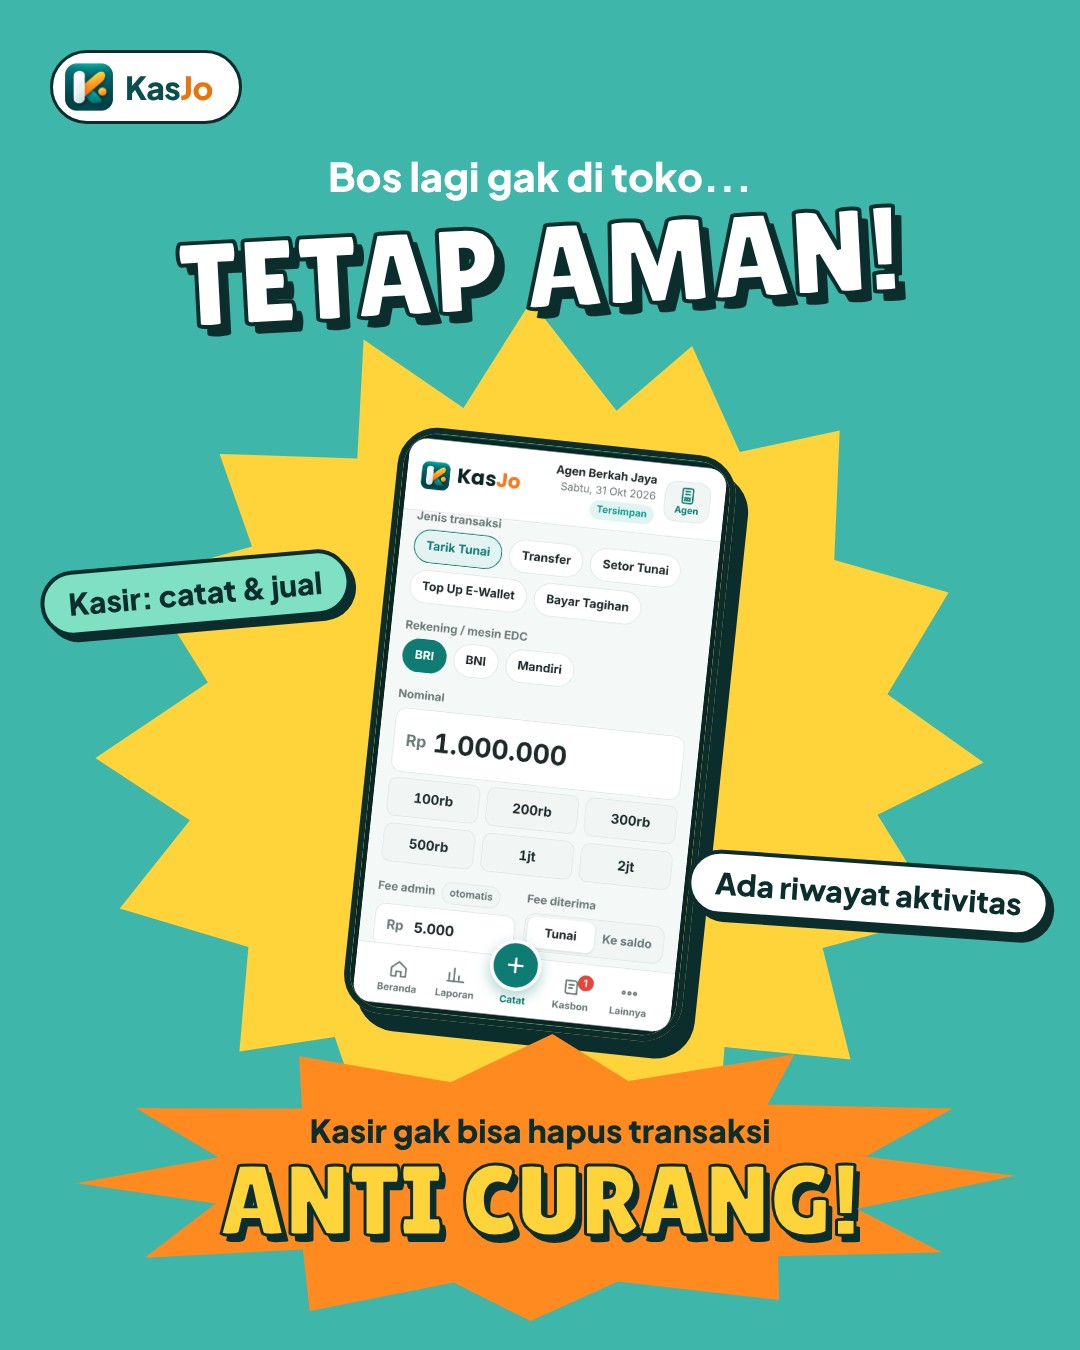 KasJo
Bos lagi gak di toko...
TETAP AMAN!
KasJo
Agen Berkah Jaya
Sabtu, 31 Okt 2026
Tersimpan
Agen
Jenis transaksi
Tarik Tunai
Transfer
Setor Tunai
Top Up E-Wallet
Bayar Tagihan
Kasir: catat & jual
Rekening / mesin EDC
BRI
BNI
Mandiri
Nominal
Rp 1.000.000
100rb
200rb
300rb
500rb
1jt
2jt
Ada riwayat aktivitas
Fee admin
otomatis
Fee diterima
Rp 5.000
Tunai
Ke saldo
Beranda
Laporan
Catat
Kasbon
1
Lainnya
Kasir gak bisa hapus transaksi
ANTI CURANG!